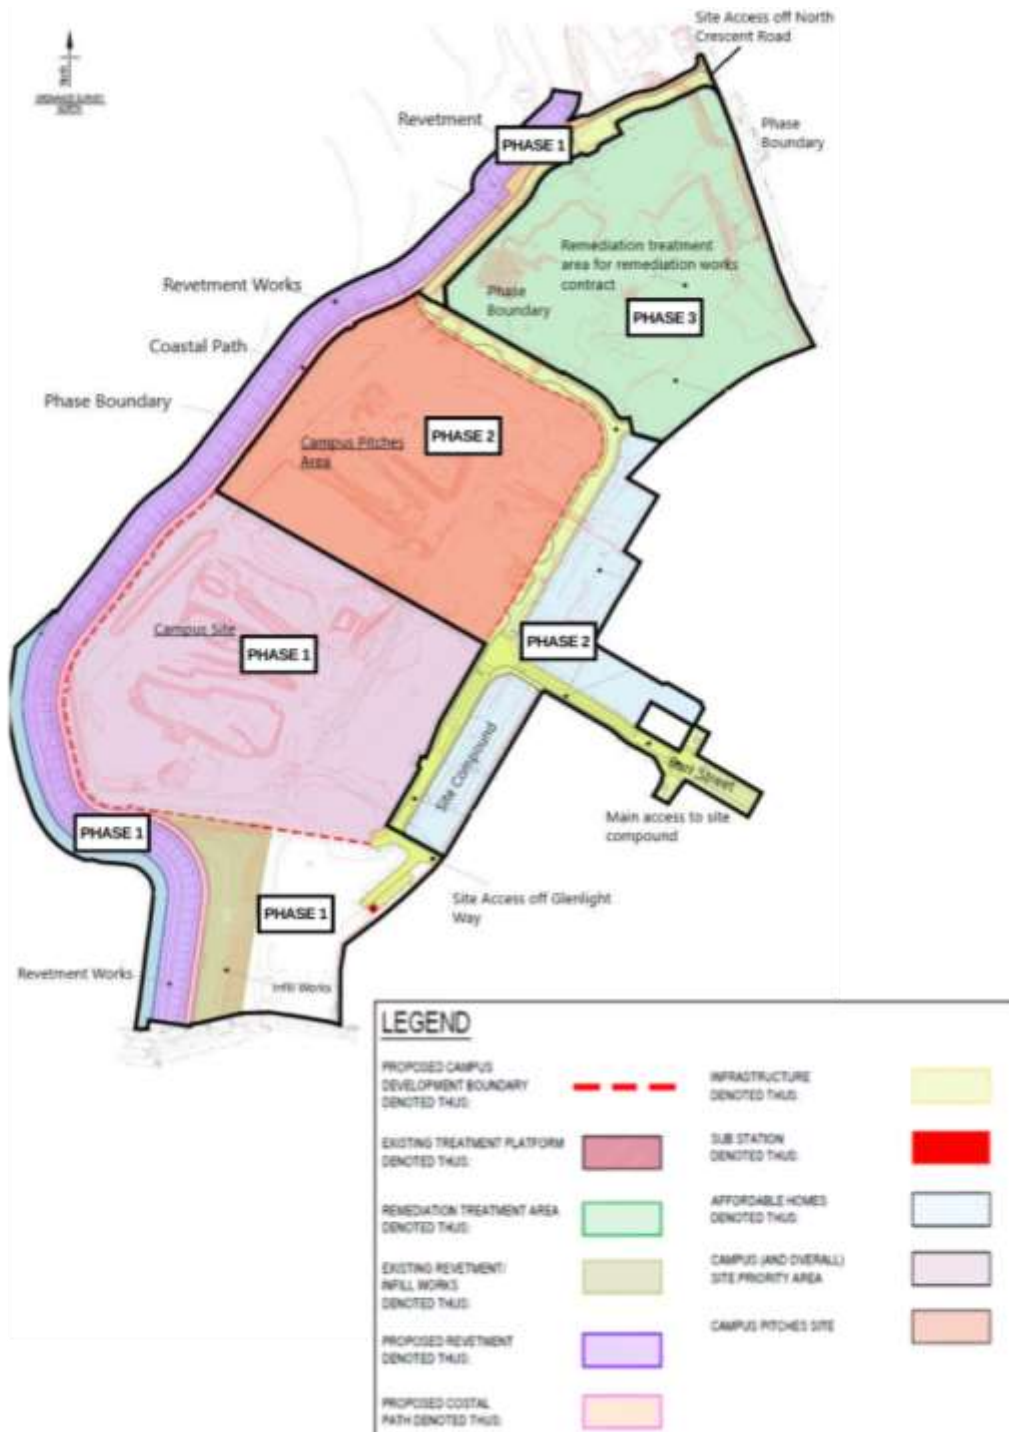 Site Access off North
Crescent Road
North
Revetment
PHASE 1
Phase
Boundary
Remediation treatment
area for remediation works
contract
Revetment Works
Phase
Boundary
PHASE 3
Coastal Path
Phase Boundary
PHASE 2
Campus Pitches
Area
Campus Site
PHASE 1
PHASE 2
Site Compound
Street
Main access to site
compound
PHASE 1
Site Access off Glenlight
Way
PHASE 1
Revetment Works
Infill Works
LEGEND
PROPOSED CAMPUS
DEVELOPMENT BOUNDARY
DENOTED THUS:
EXISTING TREATMENT PLATFORM
DENOTED THUS:
REMEDIATION TREATMENT AREA
DENOTED THUS:
EXISTING REVETMENT/
INFILL WORKS
DENOTED THUS:
PROPOSED REVETMENT
DENOTED THUS:
PROPOSED COSTAL
PATH DENOTED THUS:
INFRASTRUCTURE
DENOTED THUS:
SUB STATION
DENOTED THUS:
AFFORDABLE HOMES
DENOTED THUS:
CAMPUS (AND OVERALL)
SITE PRIORITY AREA
CAMPUS PITCHES SITE